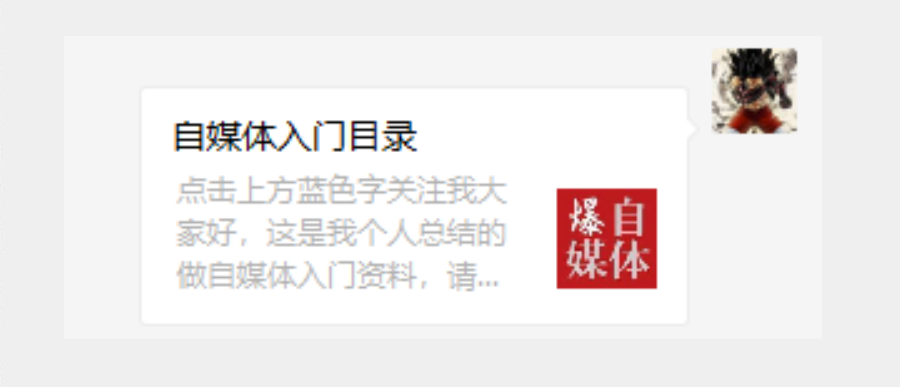 自媒体入门目录
点击上方蓝色字关注我大
家好，这是我个人总结的
做自媒体入门资料，请...
爆自
媒体